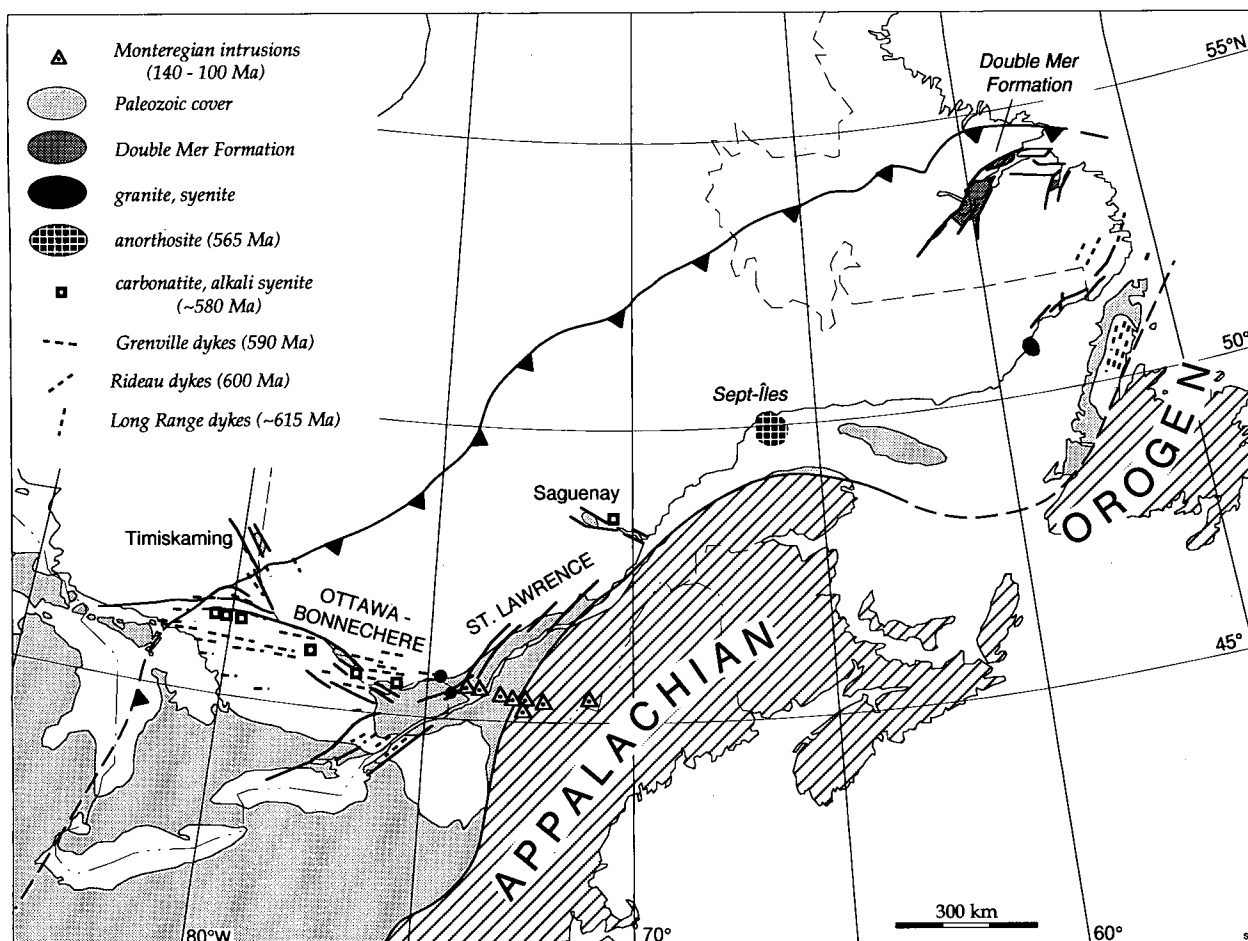 Monteregian intrusions
(140 - 100 Ma)
Paleozoic cover
Double Mer Formation
granite, syenite
anorthosite (565 Ma)
carbonatite, alkali syenite
(~580 Ma)
Grenville dykes (590 Ma)
Rideau dykes (600 Ma)
Long Range dykes (~615 Ma)
Double Mer
Formation
55°N
50°
Sept-Îles
Saguenay
Timiskaming
OTTAWA -
BONNECHERE
ST. LAWRENCE
45°
APPALACHIAN
OROGEN
300 km
80°W
70°
60°
s